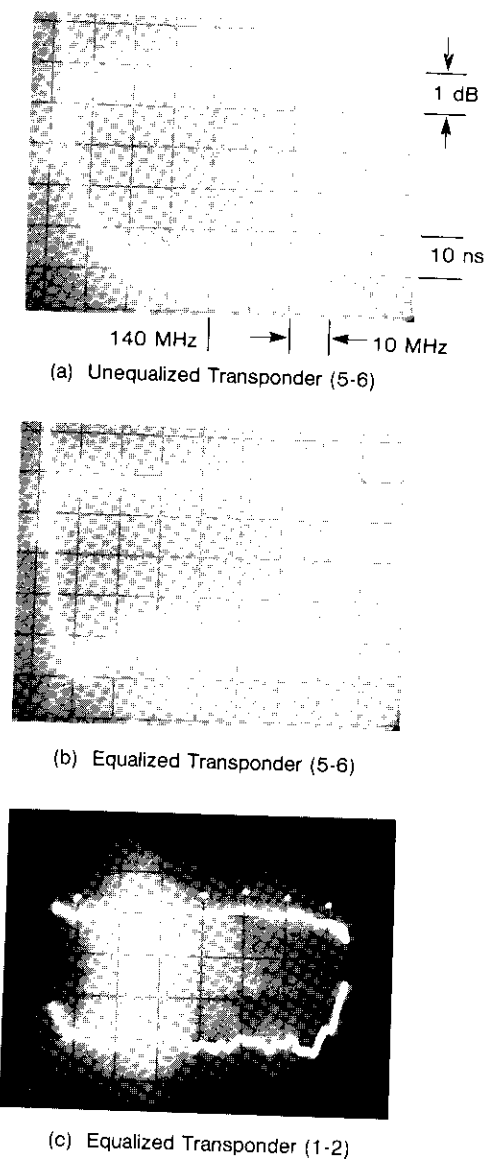 1 dB
10 ns
140 MHz
10 MHz
(a) Unequalized Transponder (5-6)
(b) Equalized Transponder (5-6)
(c) Equalized Transponder (1-2)